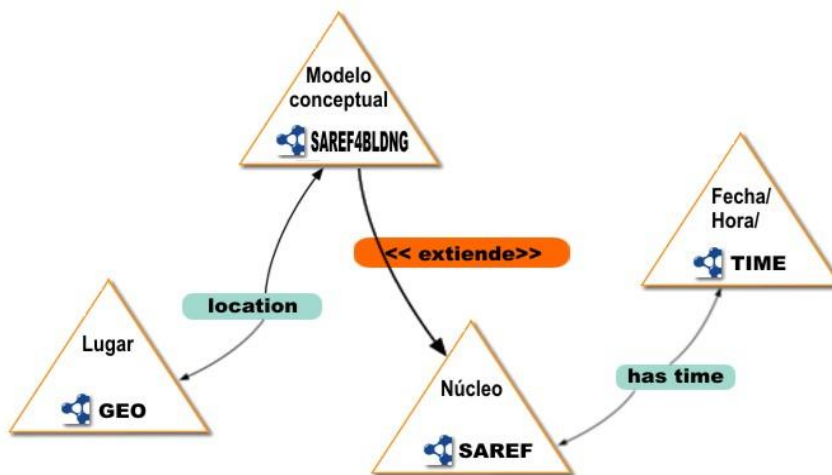 Modelo
conceptual
SAREF4BLDNG
Fecha/
Hora/
TIME
<< extiende>>
location
Lugar
GEO
has time
Núcleo
SAREF